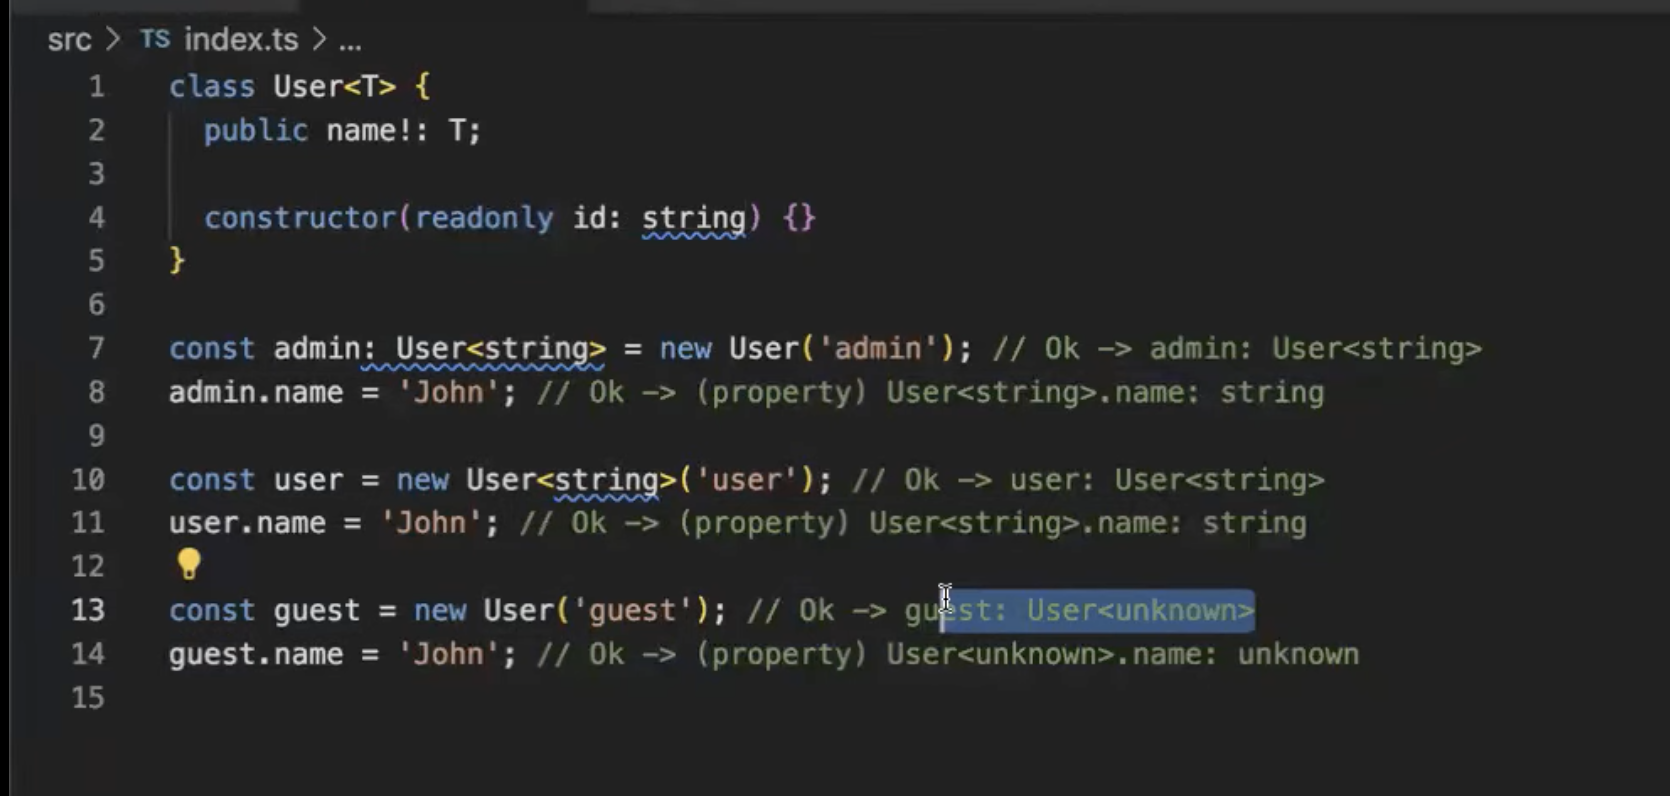 src > TS index.ts > ...
1 class User<T> {
2 public name!: T;
3
4 constructor(readonly id: string) {}
5 }
6
7 const admin: User<string> = new User('admin'); // Ok -> admin: User<string>
8 admin.name = 'John'; // Ok -> (property) User<string>.name: string
9
10 const user = new User<string>('user'); // Ok -> user: User<string>
11 user.name = 'John'; // Ok -> (property) User<string>.name: string
12
13 const guest = new User('guest'); // Ok -> guest: User<unknown>
14 guest.name = 'John'; // Ok -> (property) User<unknown>.name: unknown
15